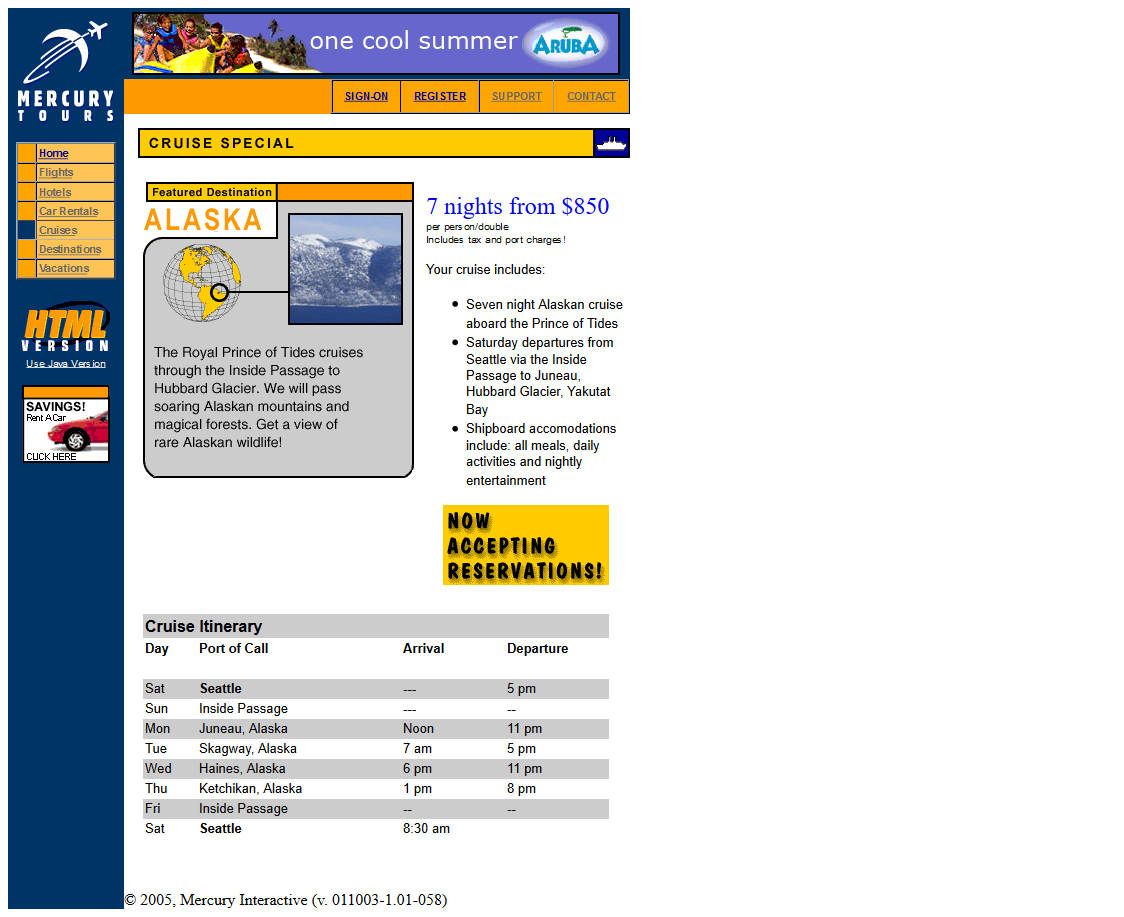 one cool summer ARUBA
MERCURY
TOURS
SIGN-ON REGISTER SUPPORT CONTACT
CRUISE SPECIAL
Home
Flights
Hotels
Car Rentals
Cruises
Destinations
Vacations
HTML
VERSION
Use Java Version
SAVINGS!
Rent A Car
CLICK HERE
Featured Destination
ALASKA
The Royal Prince of Tides cruises
through the Inside Passage to
Hubbard Glacier. We will pass
soaring Alaskan mountains and
magical forests. Get a view of
rare Alaskan wildlife!
7 nights from $850
per person/double
Includes tax and port charges!
Your cruise includes:
• Seven night Alaskan cruise
aboard the Prince of Tides
• Saturday departures from
Seattle via the Inside
Passage to Juneau,
Hubbard Glacier, Yakutat
Bay
• Shipboard accomodations
include: all meals, daily
activities and nightly
entertainment
NOW
ACCEPTING
RESERVATIONS!
Cruise Itinerary
Day Port of Call Arrival Departure
Sat Seattle --- 5 pm
Sun Inside Passage --- --
Mon Juneau, Alaska Noon 11 pm
Tue Skagway, Alaska 7 am 5 pm
Wed Haines, Alaska 6 pm 11 pm
Thu Ketchikan, Alaska 1 pm 8 pm
Fri Inside Passage -- --
Sat Seattle 8:30 am
© 2005, Mercury Interactive (v. 011003-1.01-058)